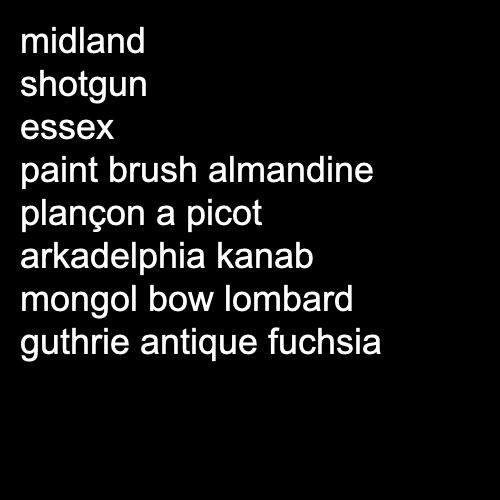 midland
shotgun
essex
paint brush almandine
plançon a picot
arkadelphia kanab
mongol bow lombard
guthrie antique fuchsia